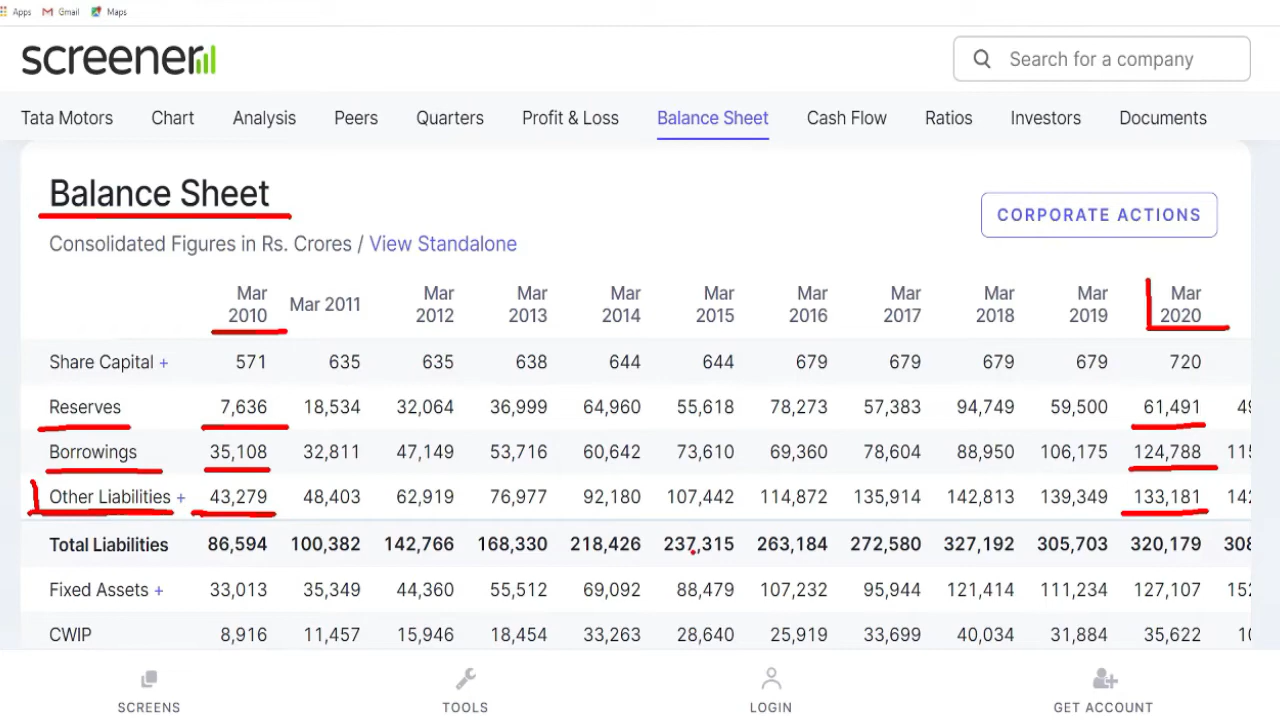 Apps Gmail Maps
screener
Search for a company
Tata Motors Chart Analysis Peers Quarters Profit & Loss Balance Sheet Cash Flow Ratios Investors Documents
Balance Sheet
CORPORATE ACTIONS
Consolidated Figures in Rs. Crores / View Standalone
Mar 2010 Mar 2011 Mar 2012 Mar 2013 Mar 2014 Mar 2015 Mar 2016 Mar 2017 Mar 2018 Mar 2019 Mar 2020
Share Capital + 571 635 635 638 644 644 679 679 679 679 720
Reserves 7,636 18,534 32,064 36,999 64,960 55,618 78,273 57,383 94,749 59,500 61,491 49
Borrowings 35,108 32,811 47,149 53,716 60,642 73,610 69,360 78,604 88,950 106,175 124,788 115
Other Liabilities + 43,279 48,403 62,919 76,977 92,180 107,442 114,872 135,914 142,813 139,349 133,181 142
Total Liabilities 86,594 100,382 142,766 168,330 218,426 237,315 263,184 272,580 327,192 305,703 320,179 308
Fixed Assets + 33,013 35,349 44,360 55,512 69,092 88,479 107,232 95,944 121,414 111,234 127,107 152
CWIP 8,916 11,457 15,946 18,454 33,263 28,640 25,919 33,699 40,034 31,884 35,622 10
SCREENS TOOLS LOGIN GET ACCOUNT